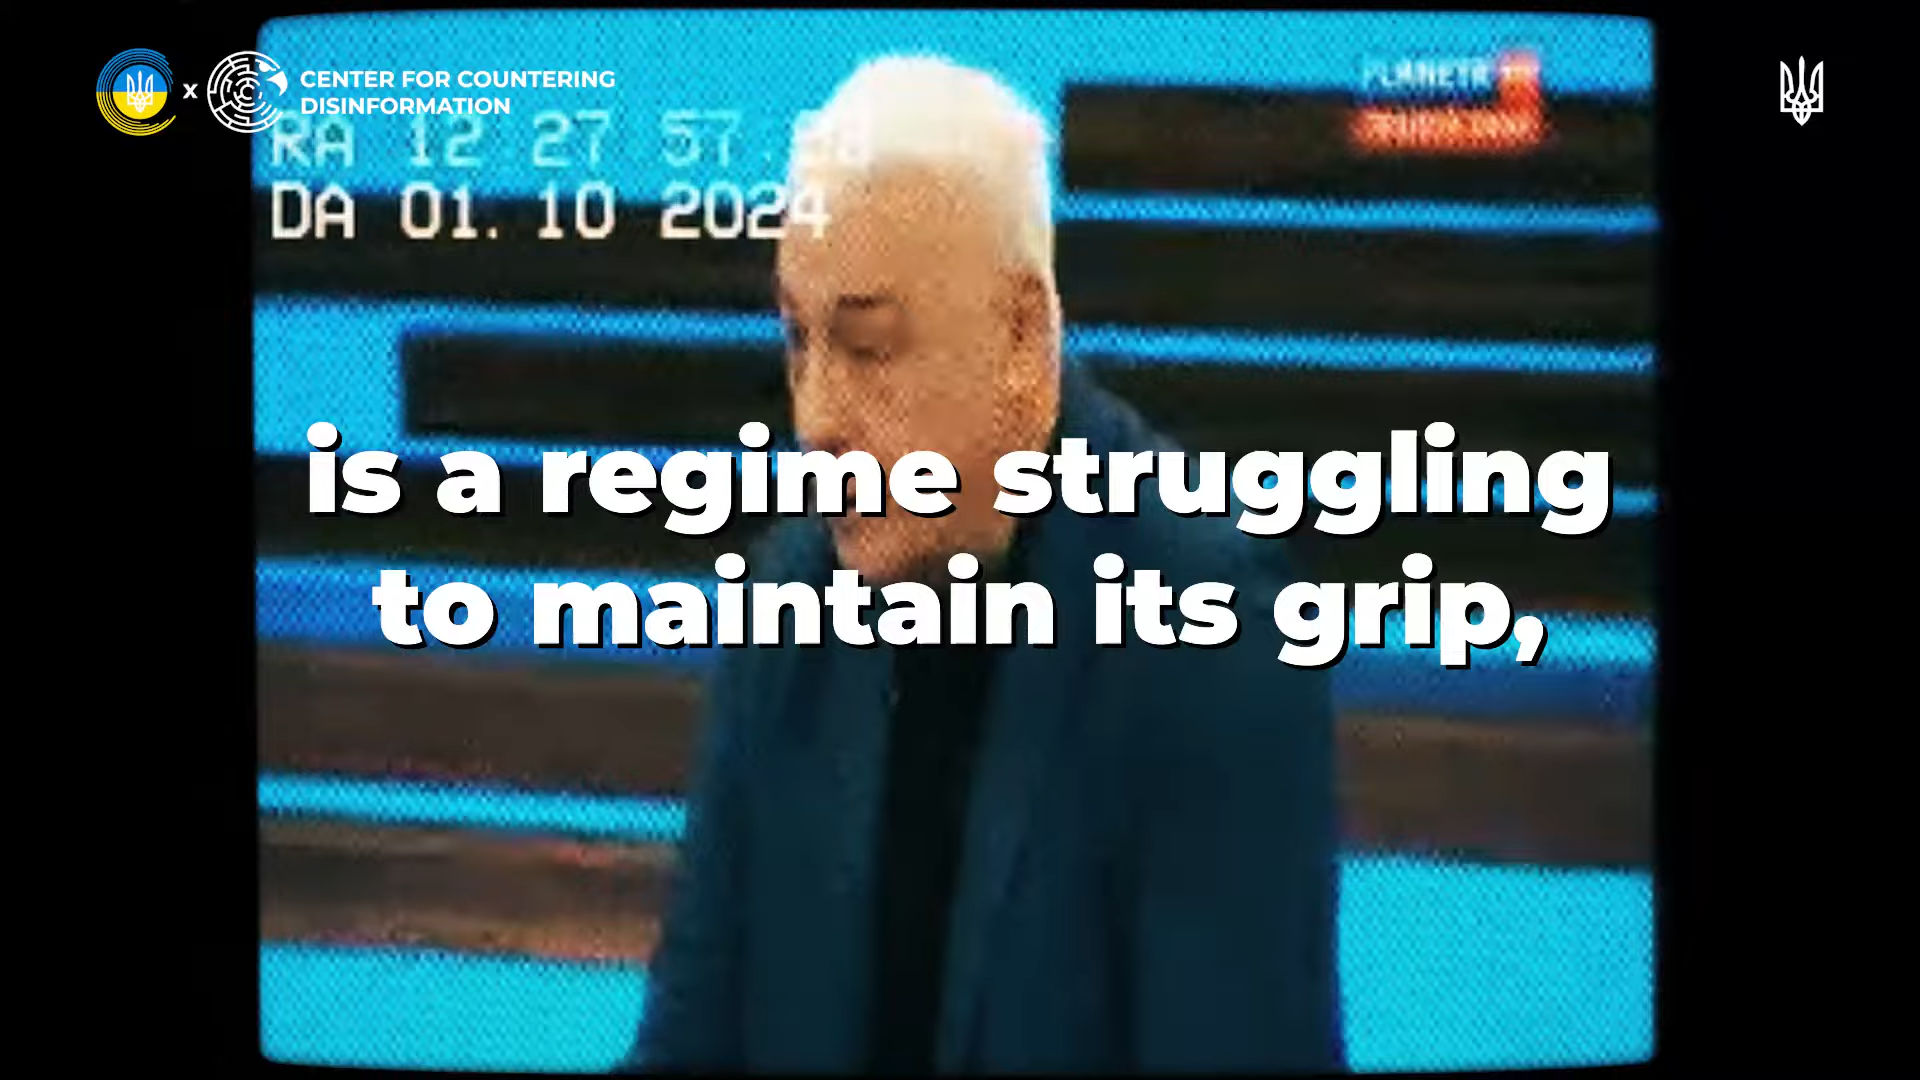 x
CENTER FOR COUNTERING
DISINFORMATION
RA 12 27 57.
DA 01. 10 2024
is a regime struggling
to maintain its grip,